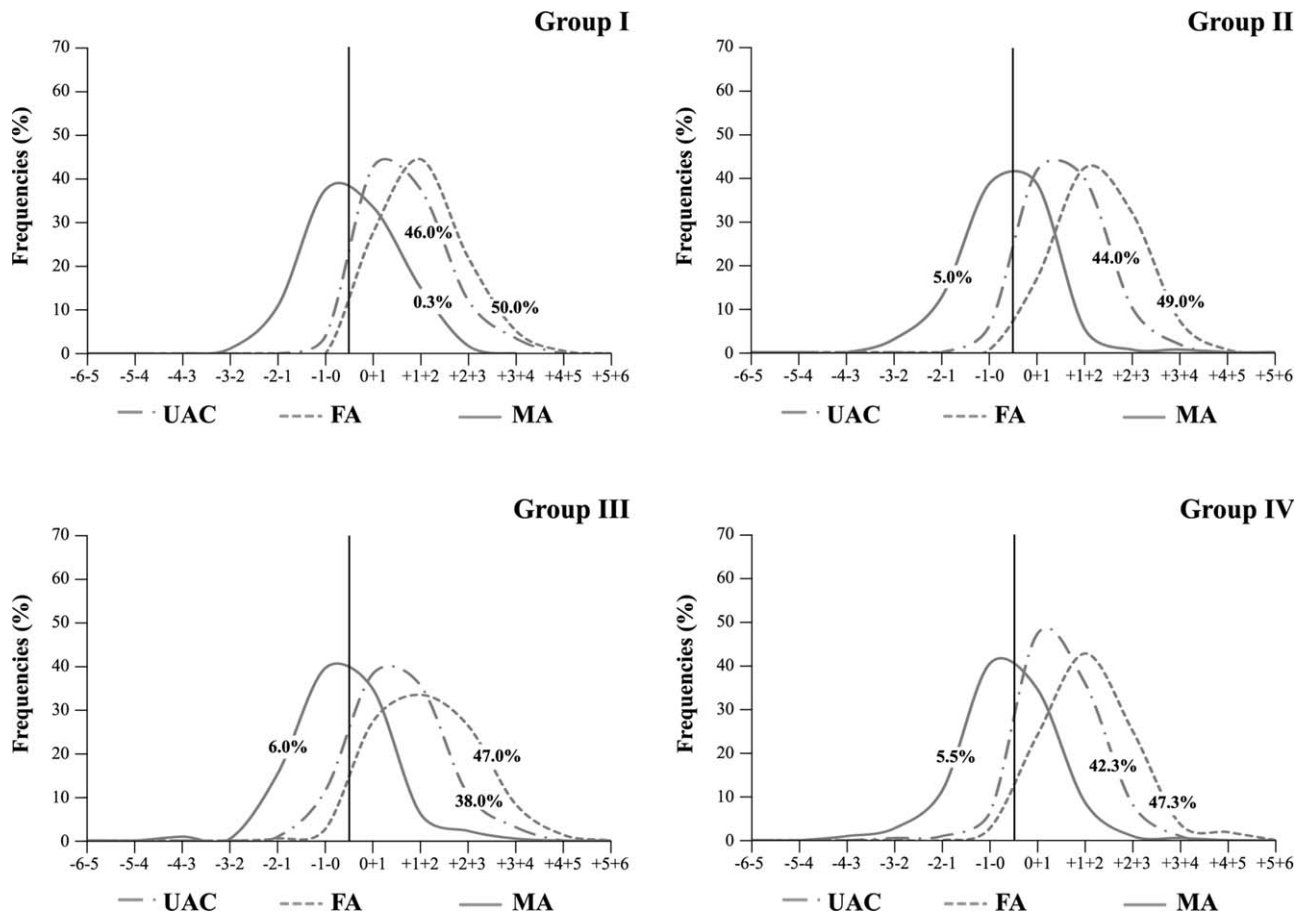 Group I
Frequencies (%)
70
60
50
40
30
20
10
0
46.0%
0.3%
50.0%
-6-5 -5-4 -4-3 -3-2 -2-1 -1-0 0+1 +1+2 +2+3 +3+4 +4+5 +5+6
UAC FA MA
Group II
Frequencies (%)
70
60
50
40
30
20
10
0
5.0%
44.0%
49.0%
-6-5 -5-4 -4-3 -3-2 -2-1 -1-0 0+1 +1+2 +2+3 +3+4 +4+5 +5+6
UAC FA MA
Group III
Frequencies (%)
70
60
50
40
30
20
10
0
6.0%
47.0%
38.0%
-6-5 -5-4 -4-3 -3-2 -2-1 -1-0 0+1 +1+2 +2+3 +3+4 +4+5 +5+6
UAC FA MA
Group IV
Frequencies (%)
70
60
50
40
30
20
10
0
5.5%
42.3%
47.3%
-6-5 -5-4 -4-3 -3-2 -2-1 -1-0 0+1 +1+2 +2+3 +3+4 +4+5 +5+6
UAC FA MA